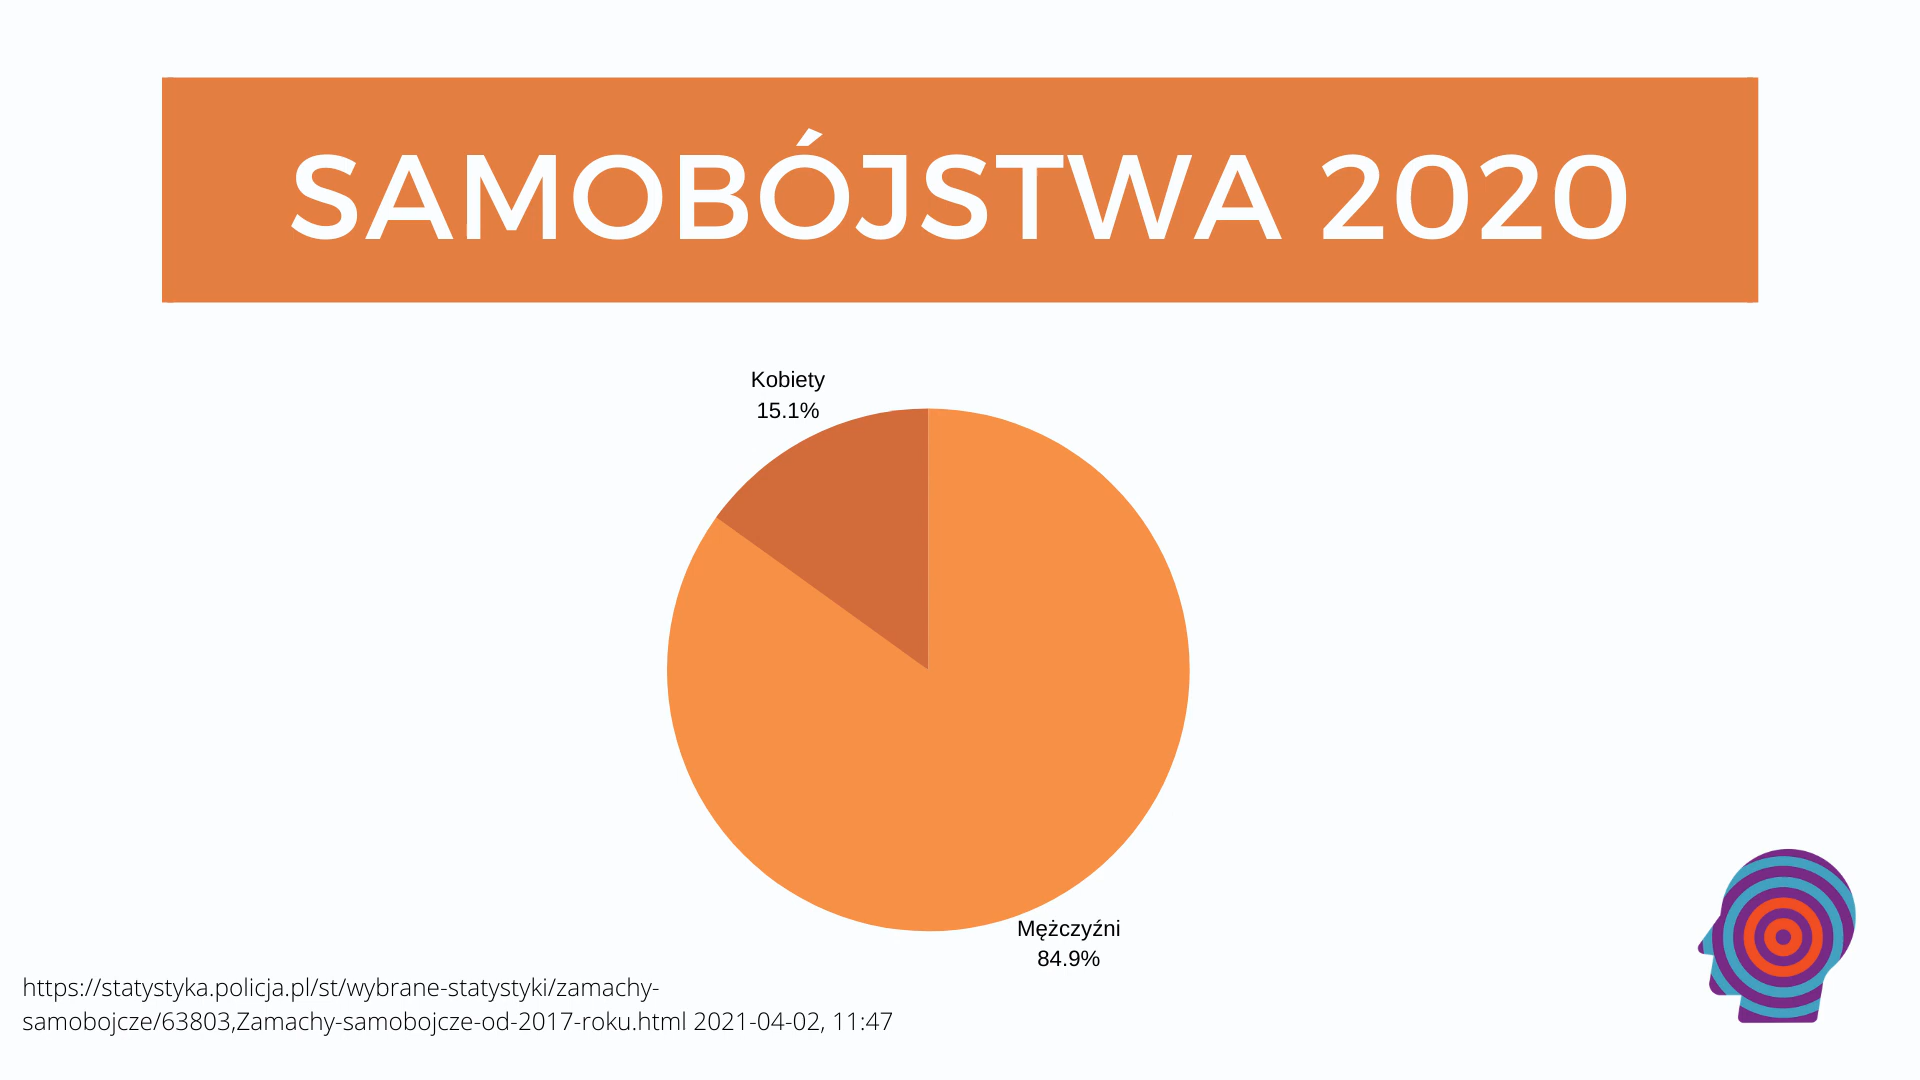 SAMOBÓJSTWA 2020
Kobiety
15.1%
Mężczyźni
84.9%
https://statystyka.policja.pl/st/wybrane-statystyki/zamachy-
samobojcze/63803,Zamachy-samobojcze-od-2017-roku.html 2021-04-02, 11:47